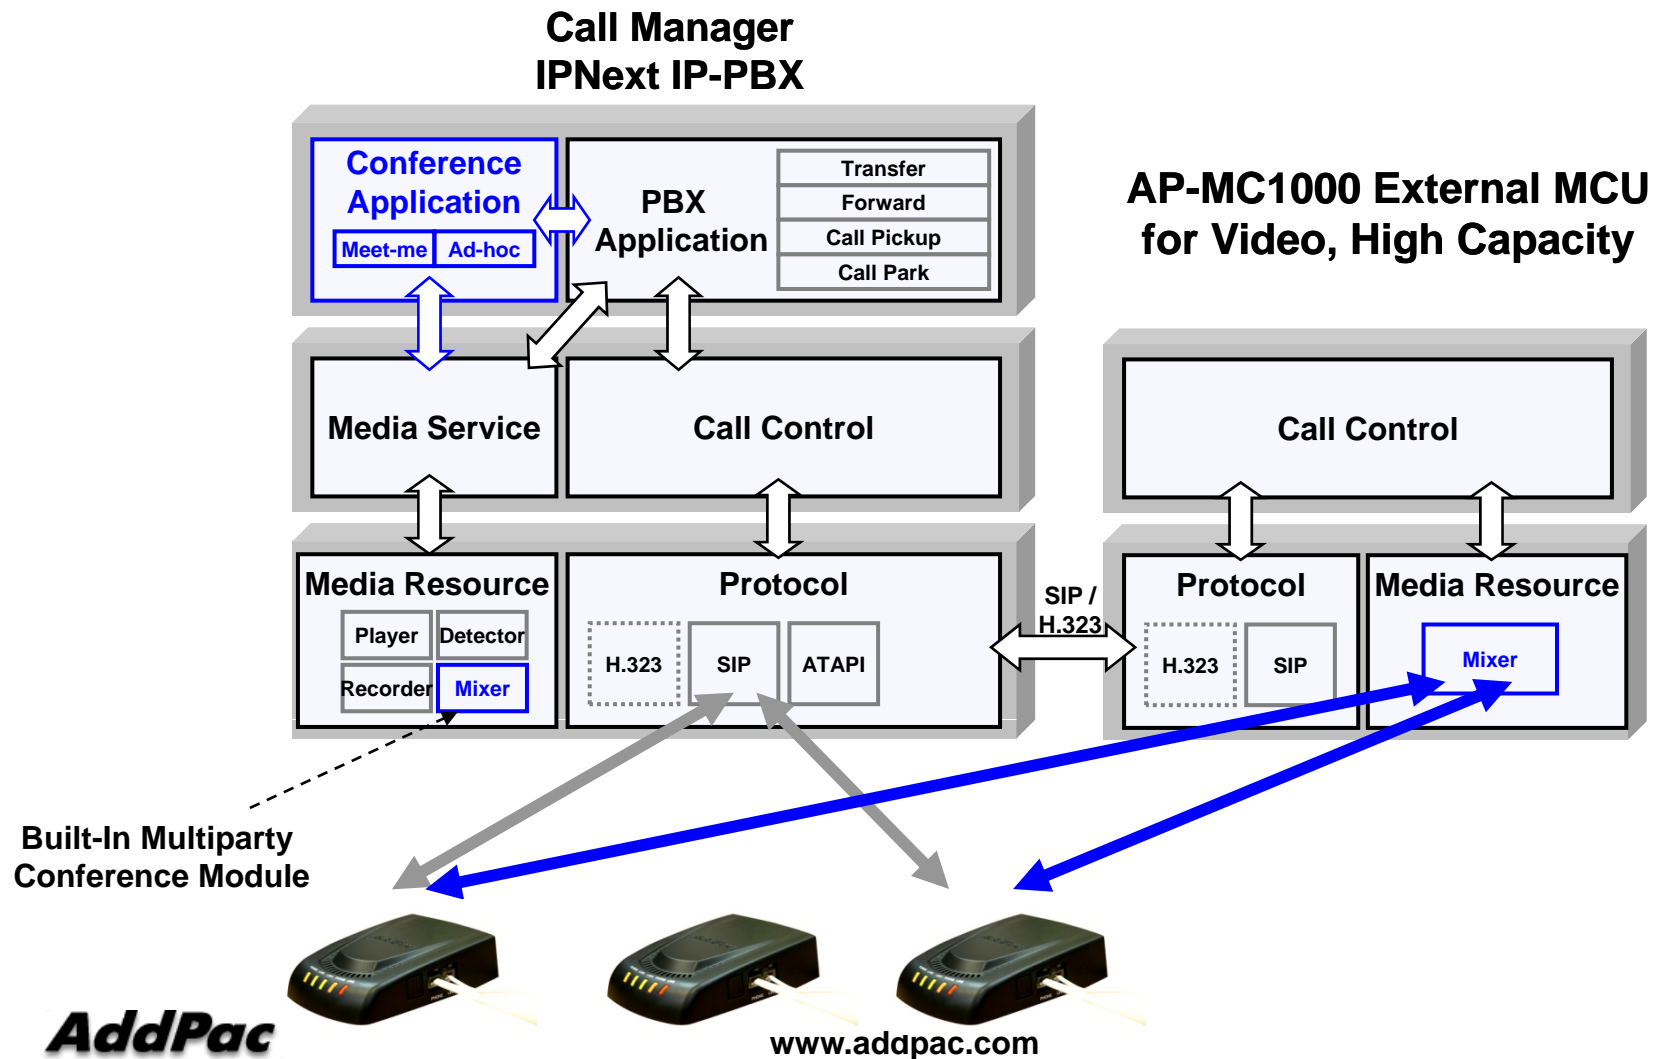 Call Manager
IPNext IP-PBX
Conference
Application
Meet-me Ad-hoc
PBX
Application
Transfer
Forward
Call Pickup
Call Park
AP-MC1000 External MCU
for Video, High Capacity
Media Service
Call Control
Call Control
Media Resource
Player Detector
Recorder Mixer
Protocol
H.323 SIP ATAPI
SIP /
H.323
Protocol
H.323 SIP
Media Resource
Mixer
Built-In Multiparty
Conference Module
AddPac
www.addpac.com